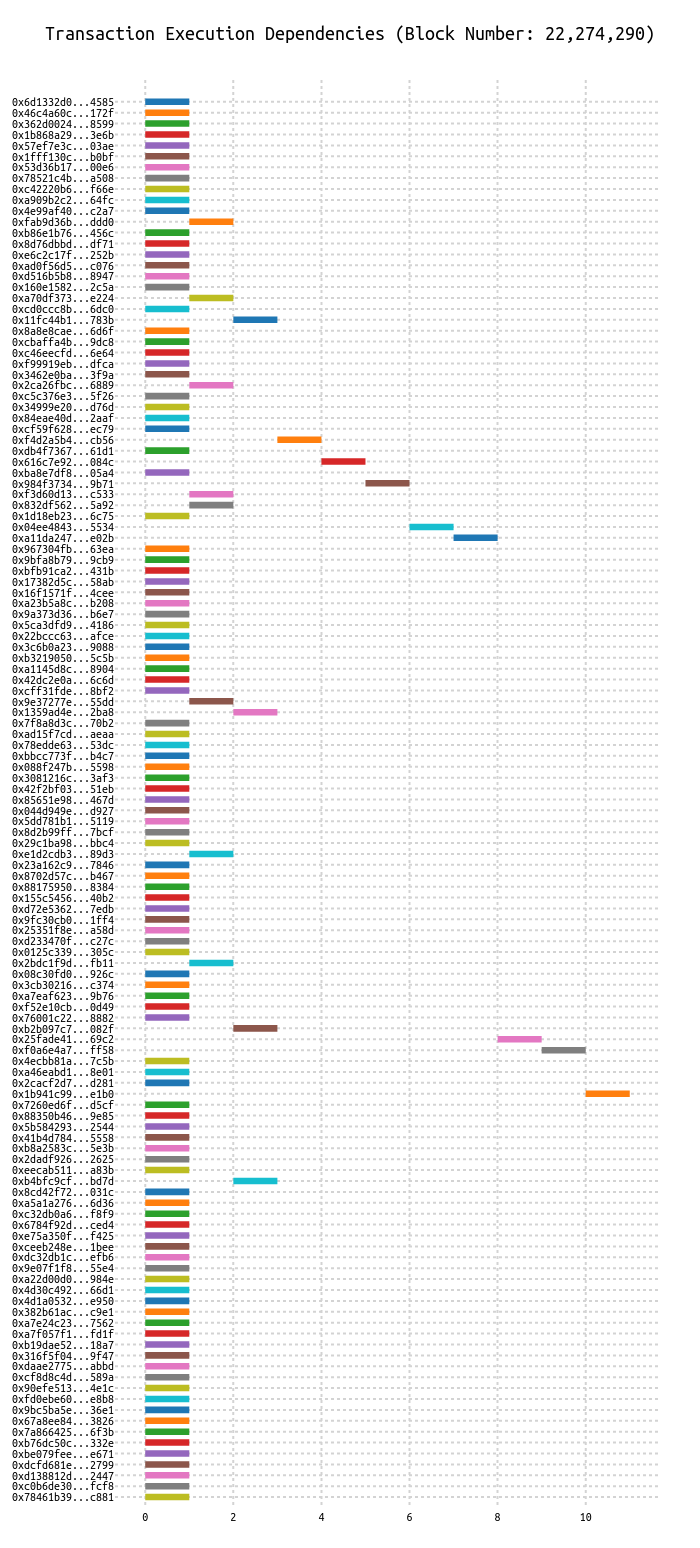 Transaction Execution Dependencies (Block Number: 22,274,290)
0x6d1332d0...4585
0x46c4a60c...172f
0x362d0024...8599
0x1b868a29...3e6b
0x57ef7e3c...03ae
0x1fff130c...b0bf
0x53d36b17...00e6
0x78521c4b...a508
0xc42220b6...f66e
0xa909b2c2...64fc
0x4e99af40...c2a7
0xfab9d36b...ddd0
0xb86e1b76...456c
0x8d76dbbd...df71
0xe6c2c17f...252b
0xad0f56d5...c076
0xd516b5b8...8947
0x160e1582...2c5a
0xa70df373...e224
0xcd0ccc8b...6dc0
0x11fc44b1...783b
0x8a8e8cae...6d6f
0xcbaffa4b...9dc8
0xc46eecfd...6e64
0xf99919eb...dfca
0x3462e0ba...3f9a
0x2ca26fbc...6889
0xc5c376e3...5f26
0x34999e20...d76d
0x84eae40d...2aaf
0xcf59f628...ec79
0xf4d2a5b4...cb56
0xdb4f7367...61d1
0x616c7e92...084c
0xba8e7df8...05a4
0x984f3734...9b71
0xf3d60d13...c533
0x832df562...5a92
0x1d18eb23...6c75
0x04ee4843...5534
0xa11da247...e02b
0x967304fb...63ea
0x9bfa8b79...9cb9
0xbfb91ca2...431b
0x17382d5c...58ab
0x16f1571f...4cee
0xa23b5a8c...b208
0x9a373d36...b6e7
0x5ca3dfd9...4186
0x22bccc63...afce
0x3c6b0a23...9088
0xb3219050...5c5b
0xa1145d8c...8904
0x42dc2e0a...6c6d
0xcff31fde...8bf2
0x9e37277e...55dd
0x1359ad4e...2ba8
0x7f8a8d3c...70b2
0xad15f7cd...aeaa
0x78edde63...53dc
0xbbcc773f...b4c7
0x088f247b...5598
0x3081216c...3af3
0x42f2bf03...51eb
0x85651e98...467d
0x044d949e...d927
0x5dd781b1...5119
0x8d2b99ff...7bcf
0x29c1ba98...bbc4
0xe1d2cdb3...89d3
0x23a162c9...7846
0x8702d57c...b467
0x88175950...8384
0x155c5456...40b2
0xd72e5362...7edb
0x9fc30cb0...1ff4
0x25351f8e...a58d
0xd233470f...c27c
0x0125c339...305c
0x2bdc1f9d...fb11
0x08c30fd0...926c
0x3cb30216...c374
0xa7eaf623...9b76
0xf52e10cb...0d49
0x76001c22...8882
0xb2b097c7...082f
0x25fade41...69c2
0xf0a6e4a7...ff58
0x4ecbb81a...7c5b
0xa46eabd1...8e01
0x2cacf2d7...d281
0x1b941c99...e1b0
0x7260ed6f...d5cf
0x88350b46...9e85
0x5b584293...2544
0x41b4d784...5558
0xb8a2583c...5e3b
0x2dadf926...2625
0xeecab511...a83b
0xb4bfc9cf...bd7d
0x8cd42f72...031c
0xa5a1a276...6d36
0xc32db0a6...f8f9
0x6784f92d...ced4
0xe75a350f...f425
0xceeb248e...1bee
0xdc32db1c...efb6
0x9e07f1f8...55e4
0xa22d00d0...984e
0x4d30c492...66d1
0x4d1a0532...e950
0x382b61ac...c9e1
0xa7e24c23...7562
0xa7f057f1...fd1f
0xb19dae52...18a7
0x316f5f04...9f47
0xdaae2775...abbd
0xcf8d8c4d...589a
0x90efe513...4e1c
0xfd0ebe60...e8b8
0x9bc5ba5e...36e1
0x67a8ee84...3826
0x7a866425...6f3b
0xb76dc50c...332e
0xbe079fee...e671
0xdcfd681e...2799
0xd138812d...2447
0xc0b6de30...fcf8
0x78461b39...c881
0 2 4 6 8 10